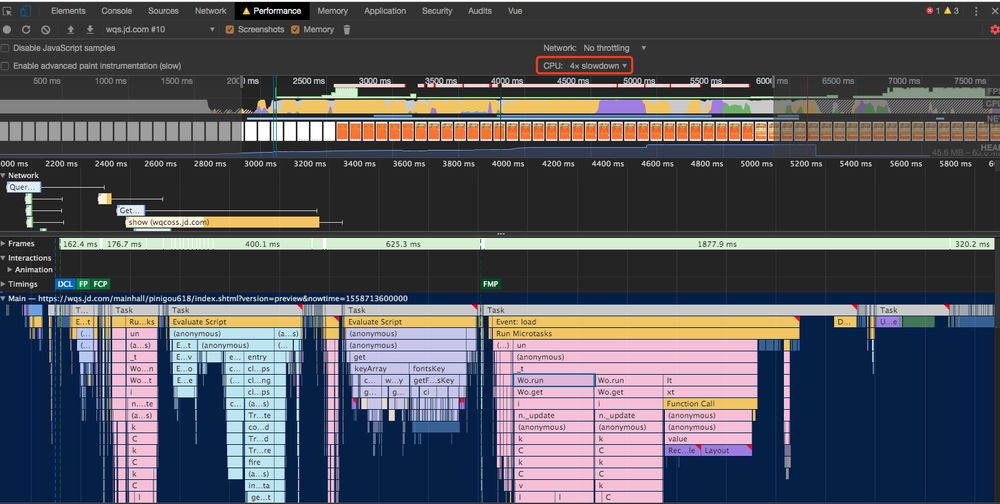 Elements Console Sources Network Performance Memory Application Security Audits Vue 1 3
wqs.jd.com #10 Screenshots Memory
Disable JavaScript samples Network: No throttling
Enable advanced paint instrumentation (slow) CPU: 4x slowdown
500 ms 1000 ms 1500 ms 200 0 ms 2500 ms 3000 ms 3500 ms 4000 ms 4500 ms 5000 ms 5500 ms 6000 ms 6500 ms 7000 ms 7500 ms
FPS
CPU
NET
HEAP
45.6 MB – 6
000 ms 2200 ms 2400 ms 2600 ms 2800 ms 3000 ms 3200 ms 3400 ms 3600 ms 3800 ms 4000 ms 4200 ms 4400 ms 4600 ms 4800 ms 5000 ms 5200 ms 5400 ms 5600 ms 5800 ms 60
Network
Quer…
Get…
show (wqcoss.jd.com)
Frames 162.4 ms 176.7 ms 400.1 ms 625.3 ms 1877.9 ms 320.2 ms
Interactions
Animation
Timings DCL FP FCP FMP
Main — https://wqs.jd.com/mainhall/pinigou618/index.shtml?version=preview&nowtime=1558713600000
T… Task Task Task Task Task
E…t Ru…ks Evaluate Script Evaluate Script Event: load D… U…e
(… un (anonymous) (a…s) (anonymous) Run Microtasks
(… (a…s) E…t (anonymous) (a…s) (anonymous) (…) un
(… _t E…v e… entry get (anonymous)
Wo…n E…o c… cl…ps keyArray fontsKey _t
Wo…t E…e c… cl…ng c… w…y getF…sKey Wo.run Wo.run It
i o… cl…ps g… g… ci Wo.get Wo.get xt
n…te Tr…te i i Function Call
(a…s) co…d n._update n._update (anonymous)
k Tr…d (anonymous) (anonymous) (anonymous)
C Tr…re k k value
k fire C C Rec…le Layout
C (a…s) k k
k in…ta v k
C I ge…t I I C